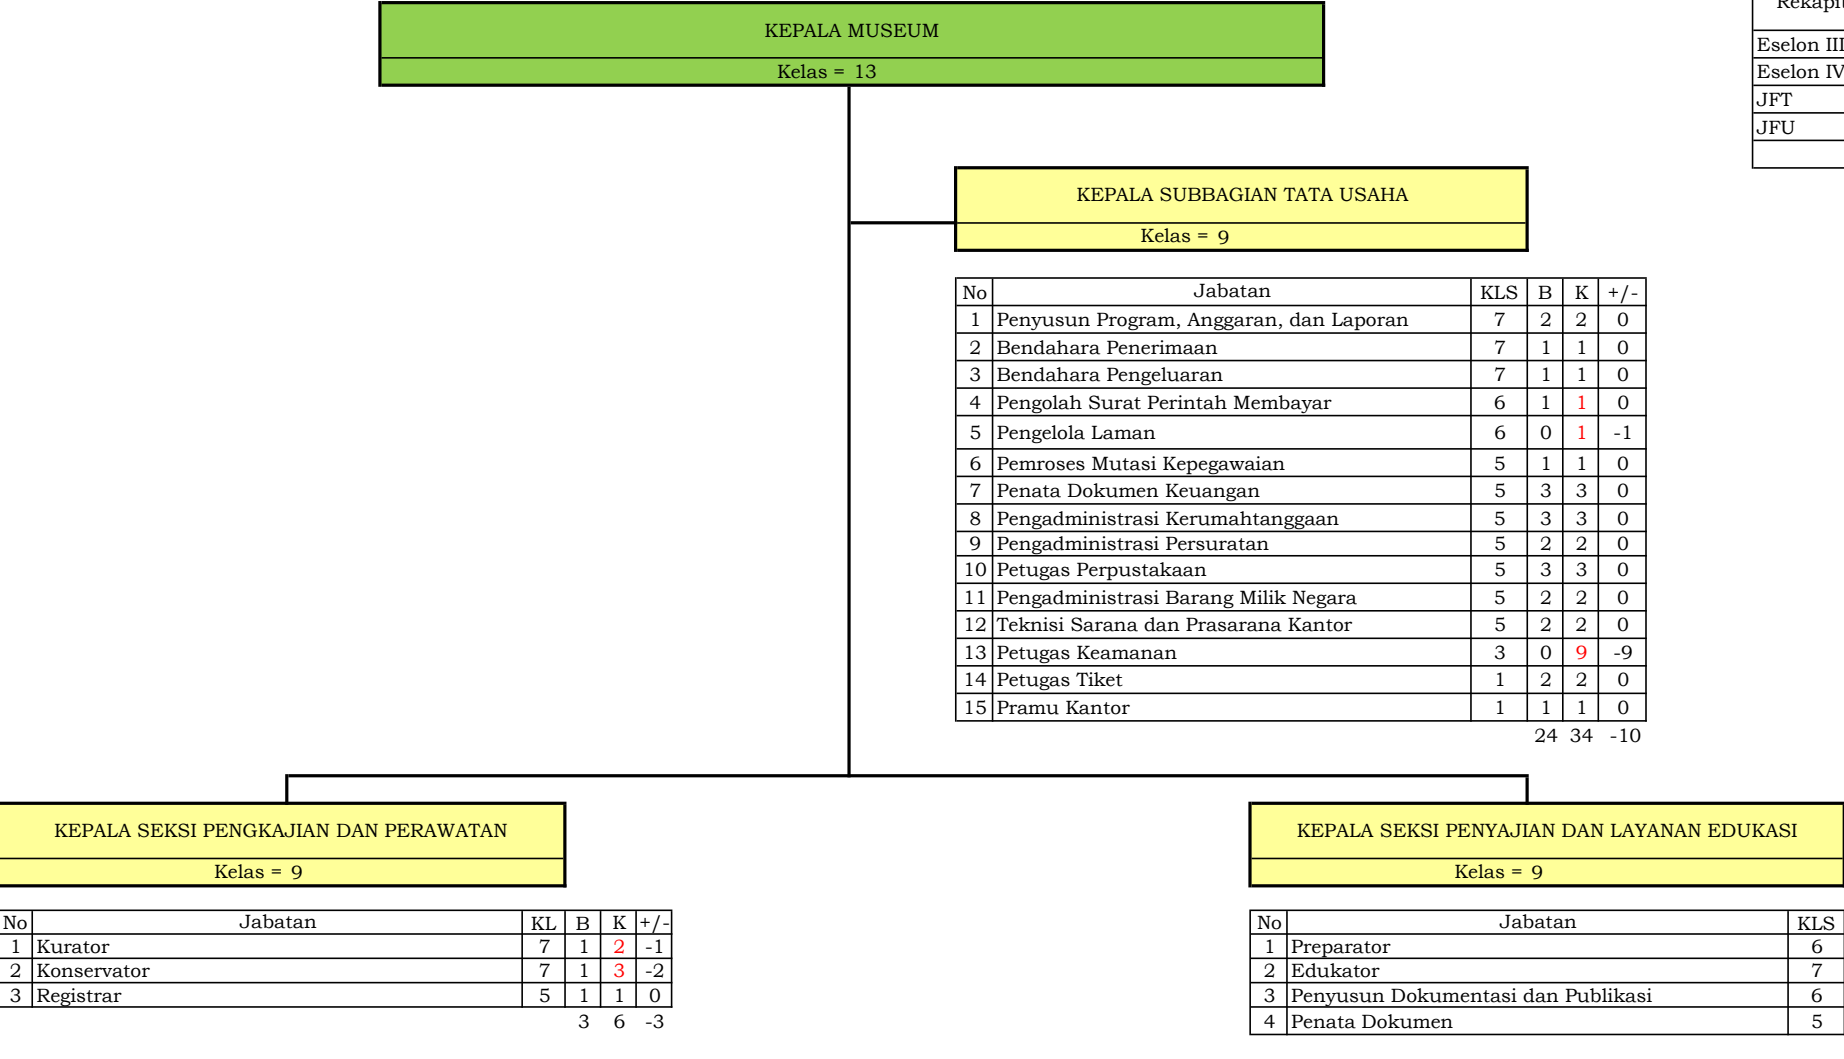 KEPALA MUSEUM
Kelas = 13
Eselon III
Eselon IV
JFT
JFU
KEPALA SUBBAGIAN TATA USAHA
Kelas = 9
No Jabatan KLS B K +/-
1 Penyusun Program, Anggaran, dan Laporan 7 2 2 0
2 Bendahara Penerimaan 7 1 1 0
3 Bendahara Pengeluaran 7 1 1 0
4 Pengolah Surat Perintah Membayar 6 1 1 0
5 Pengelola Laman 6 0 1 -1
6 Pemroses Mutasi Kepegawaian 5 1 1 0
7 Penata Dokumen Keuangan 5 3 3 0
8 Pengadministrasi Kerumahtanggaan 5 3 3 0
9 Pengadministrasi Persuratan 5 2 2 0
10 Petugas Perpustakaan 5 3 3 0
11 Pengadministrasi Barang Milik Negara 5 2 2 0
12 Teknisi Sarana dan Prasarana Kantor 5 2 2 0
13 Petugas Keamanan 3 0 9 -9
14 Petugas Tiket 1 2 2 0
15 Pramu Kantor 1 1 1 0
24 34 -10
KEPALA SEKSI PENGKAJIAN DAN PERAWATAN
Kelas = 9
No Jabatan KL B K +/-
1 Kurator 7 1 2 -1
2 Konservator 7 1 3 -2
3 Registrar 5 1 1 0
3 6 -3
KEPALA SEKSI PENYAJIAN DAN LAYANAN EDUKASI
Kelas = 9
No Jabatan KLS
1 Preparator 6
2 Edukator 7
3 Penyusun Dokumentasi dan Publikasi 6
4 Penata Dokumen 5